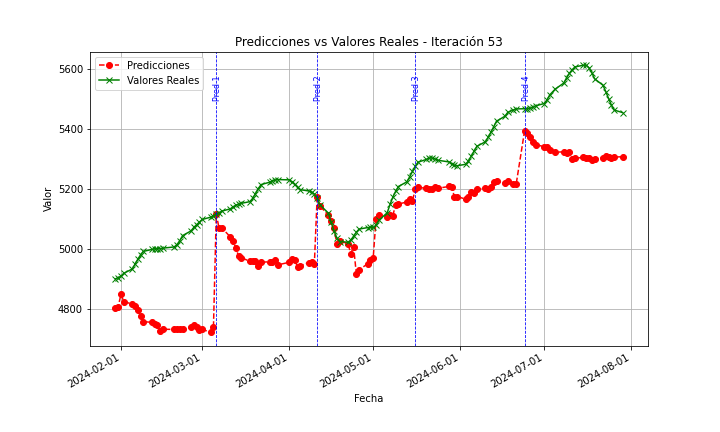 Predicciones vs Valores Reales - Iteración 53
Predicciones
Valores Reales
Pred 1
Pred 2
Pred 3
Pred 4
5600
5400
5200
5000
4800
Valor
2024-02-01
2024-03-01
2024-04-01
2024-05-01
2024-06-01
2024-07-01
2024-08-01
Fecha